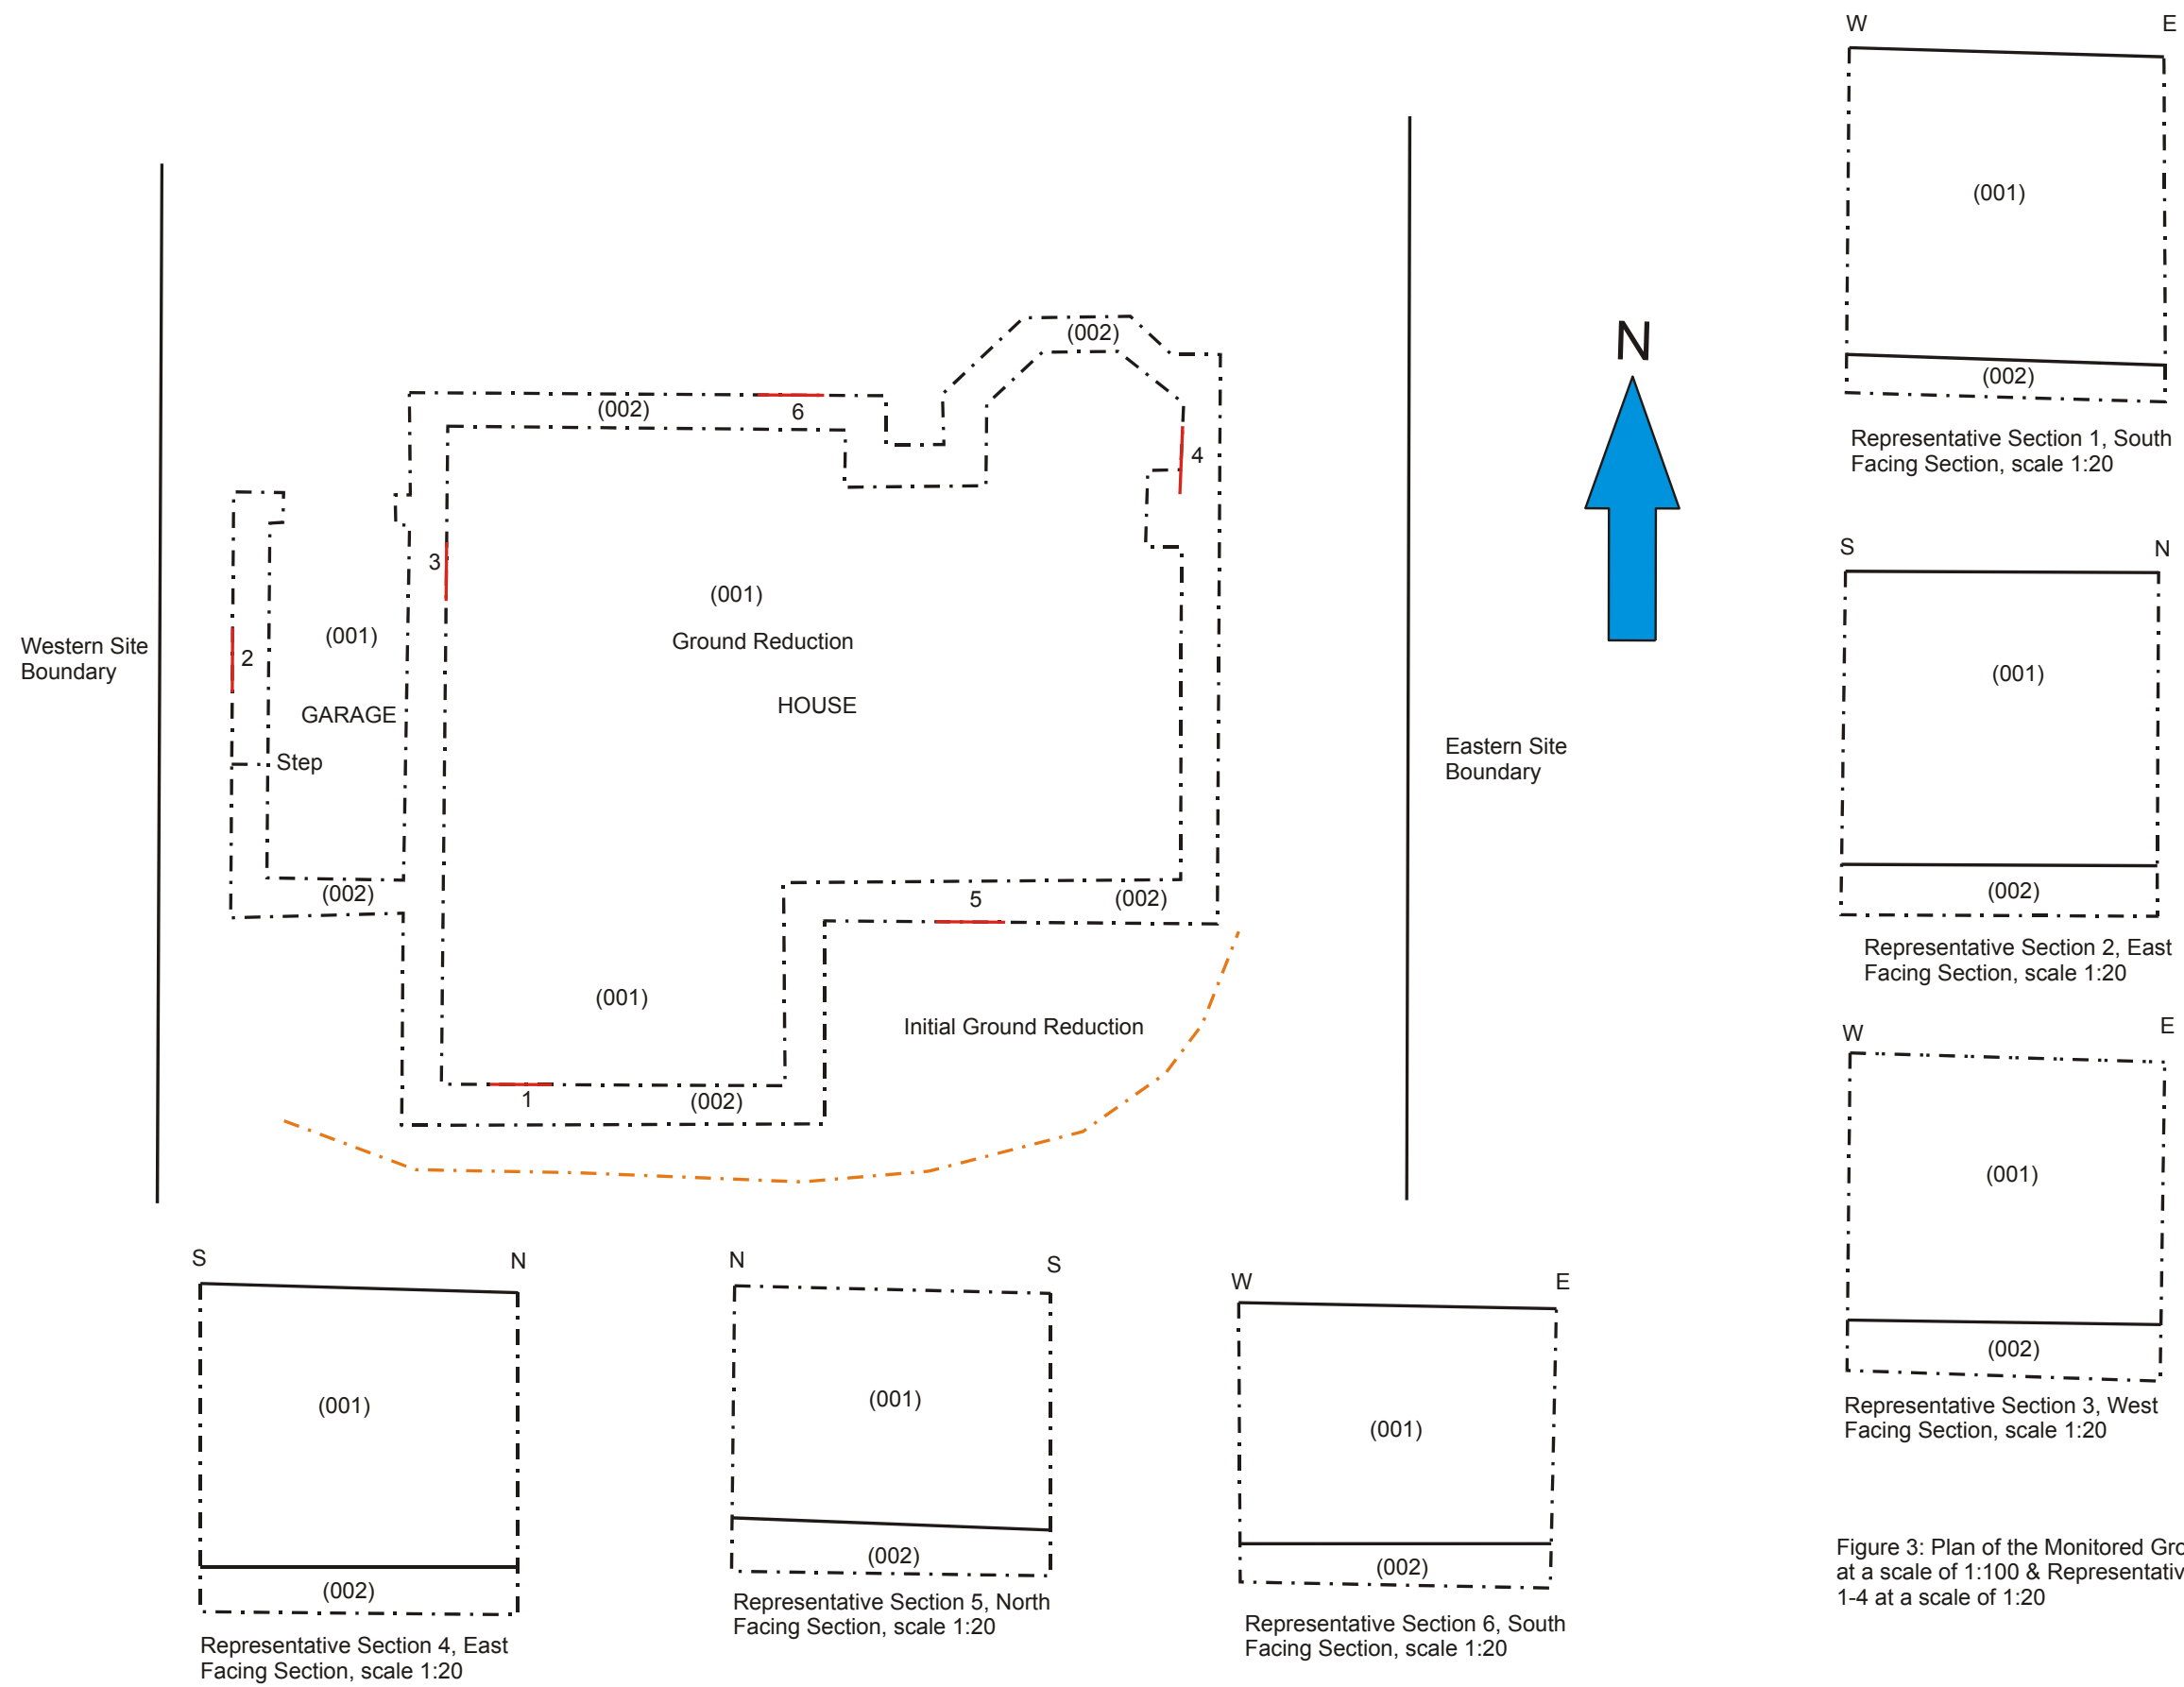 W E
(001)
(002)
Representative Section 1, South
Facing Section, scale 1:20
N
(002)
(002)
6
4
3
(001)
Ground Reduction
HOUSE
(001)
GARAGE
2
Step
Western Site
Boundary
Eastern Site
Boundary
(002)
5
(002)
(001)
Initial Ground Reduction
1
(002)
S N
(001)
(002)
Representative Section 2, East
Facing Section, scale 1:20
W E
(001)
(002)
Representative Section 3, West
Facing Section, scale 1:20
S N
(001)
(002)
Representative Section 4, East
Facing Section, scale 1:20
N S
(001)
(002)
Representative Section 5, North
Facing Section, scale 1:20
W E
(001)
(002)
Representative Section 6, South
Facing Section, scale 1:20
Figure 3: Plan of the Monitored
at a scale of 1:100 &
1-4 at a scale of 1:20